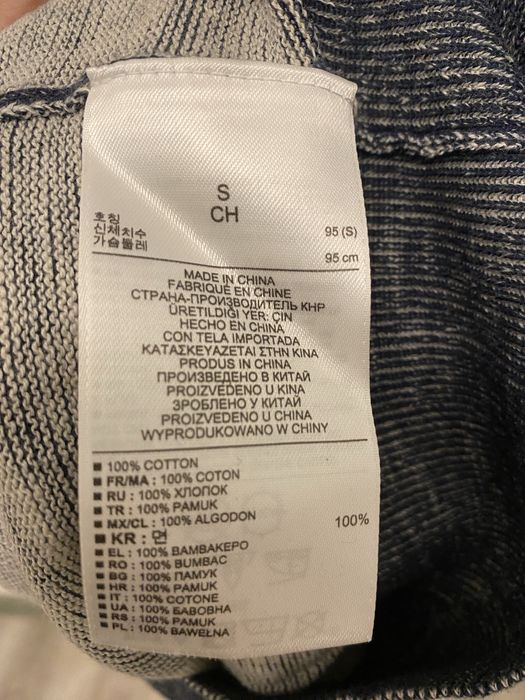 S
CH
호칭 95 (S)
신체치수
가슴둘레 95 cm
MADE IN CHINA
FABRIQUÉ EN CHINE
СТРАНА-ПРОИЗВОДИТЕЛЬ КНР
ÜRETILDIĞI YER: ÇIN
HECHO EN CHINA
CON TELA IMPORTADA
ΚΑΤΑΣΚΕΥΑΖΕΤΑΙ ΣΤΗΝ ΚΙΝΑ
PRODUS IN CHINA
ПРОИЗВЕДЕНО В КИТАЙ
PROIZVEDENO U KINA
ЗРОБЛЕНО У КИТАЇ
PROIZVEDENO U CHINA
WYPRODUKOWANO W CHINY
100% COTTON
FR/MA : 100% COTON
RU : 100% ХЛОПОК
TR : 100% PAMUK
MX/CL : 100% ALGODON
KR : 면 100%
EL : 100% ΒΑΜΒΑΚΕΡΟ
RO : 100% BUMBAC
BG : 100% ПАМУК
HR : 100% PAMUK
IT : 100% COTONE
UA : 100% БАВОВНА
RS : 100% PAMUK
PL : 100% BAWEŁNA